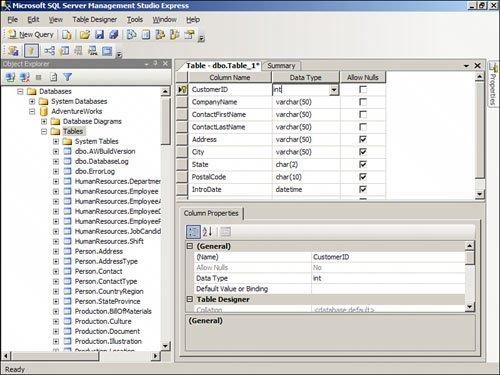 Microsoft SQL Server Management Studio Express
File Edit View Table Designer Tools Window Help
New Query
Object Explorer
Databases
System Databases
AdventureWorks
Database Diagrams
Tables
System Tables
dbo.AWBuildVersion
dbo.DatabaseLog
dbo.ErrorLog
HumanResources.Departme
HumanResources.Employee
HumanResources.EmployeeA
HumanResources.EmployeeD
HumanResources.EmployeeP
HumanResources.JobCandid
HumanResources.Shift
Person.Address
Person.AddressType
Person.Contact
Person.ContactType
Person.CountryRegion
Person.StateProvince
Production.BillOfMaterials
Production.Culture
Production.Document
Production.Illustration
Production.Location
Table - dbo.Table_1* Summary
Column Name Data Type Allow Nulls
CustomerID int
CompanyName varchar(50)
ContactFirstName varchar(50)
ContactLastName varchar(50)
Address varchar(50)
City varchar(50)
State char(2)
PostalCode char(10)
IntroDate datetime
Column Properties
(General)
(Name) CustomerID
Allow Nulls No
Data Type int
Default Value or Binding
Table Designer
Collation <database default>
(General)
Properties
Ready